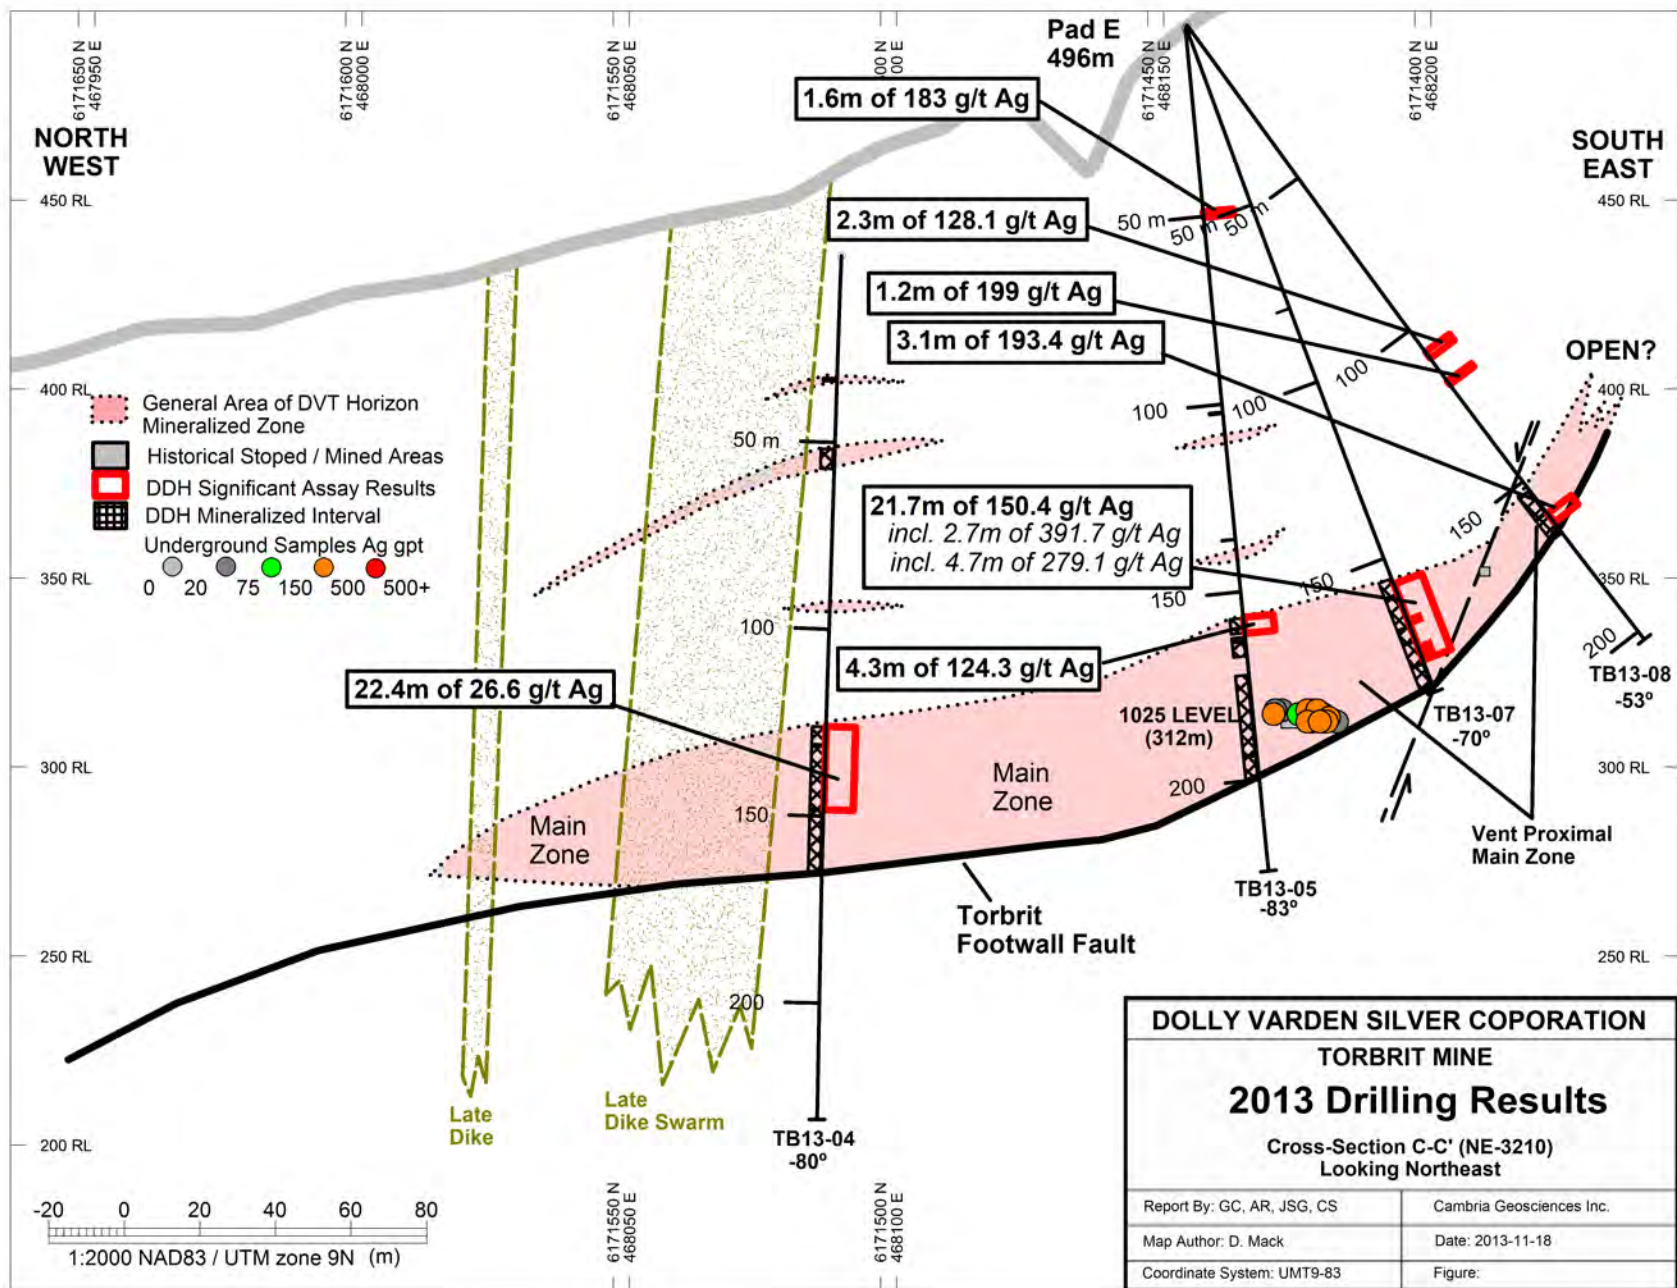 6171650 N
467950 E
6171600 N
468000 E
6171550 N
468050 E
00 N
00 E
6171450 N
468150 E
6171400 N
468200 E
Pad E
496m
1.6m of 183 g/t Ag
NORTH
WEST
SOUTH
EAST
450 RL
450 RL
50 m
50 m
50 m
2.3m of 128.1 g/t Ag
1.2m of 199 g/t Ag
3.1m of 193.4 g/t Ag
OPEN?
400 RL
400 RL
100
100
100
General Area of DVT Horizon
Mineralized Zone
Historical Stoped / Mined Areas
DDH Significant Assay Results
DDH Mineralized Interval
Underground Samples Ag gpt
0 20 75 150 500 500+
50 m
21.7m of 150.4 g/t Ag
incl. 2.7m of 391.7 g/t Ag
incl. 4.7m of 279.1 g/t Ag
150
150
150
350 RL
350 RL
100
200
4.3m of 124.3 g/t Ag
22.4m of 26.6 g/t Ag
TB13-08
-53º
1025 LEVEL
(312m)
TB13-07
-70º
300 RL
300 RL
Main
Zone
200
150
Main
Zone
Vent Proximal
Main Zone
TB13-05
-83º
Torbrit
Footwall Fault
250 RL
250 RL
200
Late
Dike
Late
Dike Swarm
TB13-04
-80º
200 RL
6171550 N
468050 E
6171500 N
468100 E
-20 0 20 40 60 80
1:2000 NAD83 / UTM zone 9N (m)
DOLLY VARDEN SILVER COPORATION
TORBRIT MINE
2013 Drilling Results
Cross-Section C-C' (NE-3210)
Looking Northeast
Report By: GC, AR, JSG, CS
Cambria Geosciences Inc.
Map Author: D. Mack
Date: 2013-11-18
Coordinate System: UMT9-83
Figure: